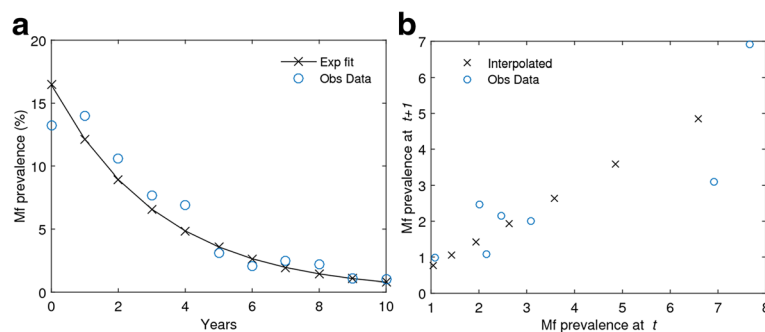 a
20
15
10
5
0
Mf prevalence (%)
Exp fit
Obs Data
0 2 4 6 8 10
Years
b
7
6
5
4
3
2
1
0
Mf prevalence at t+1
Interpolated
Obs Data
1 2 3 4 5 6 7 8
Mf prevalence at t